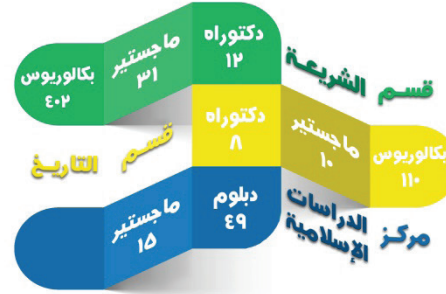 قسم الشريعة
دكتوراه
١٢
ماجستير
٣١
بكالوريوس
٤٠٢
قسم التاريخ
دكتوراه
٨
ماجستير
١٠
بكالوريوس
١١٠
مركز الدراسات
الإسلامية
دبلوم
٤٩
ماجستير
١٥